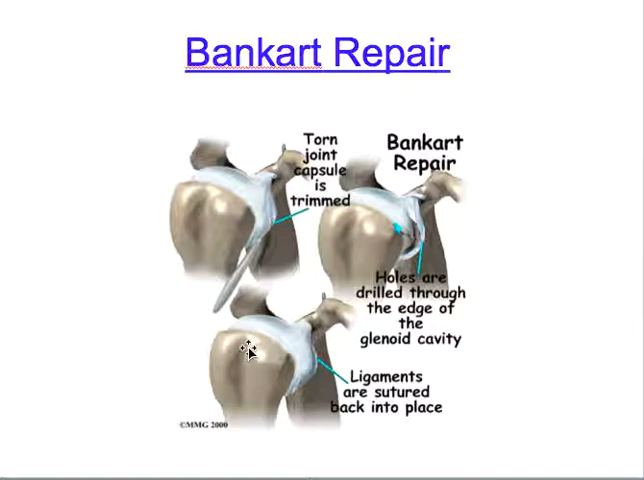 Bankart Repair
Torn
joint
capsule
is
trimmed
Bankart
Repair
Holes are
drilled through
the edge of
the
glenoid cavity
Ligaments
are sutured
back into place
©MMG 2000